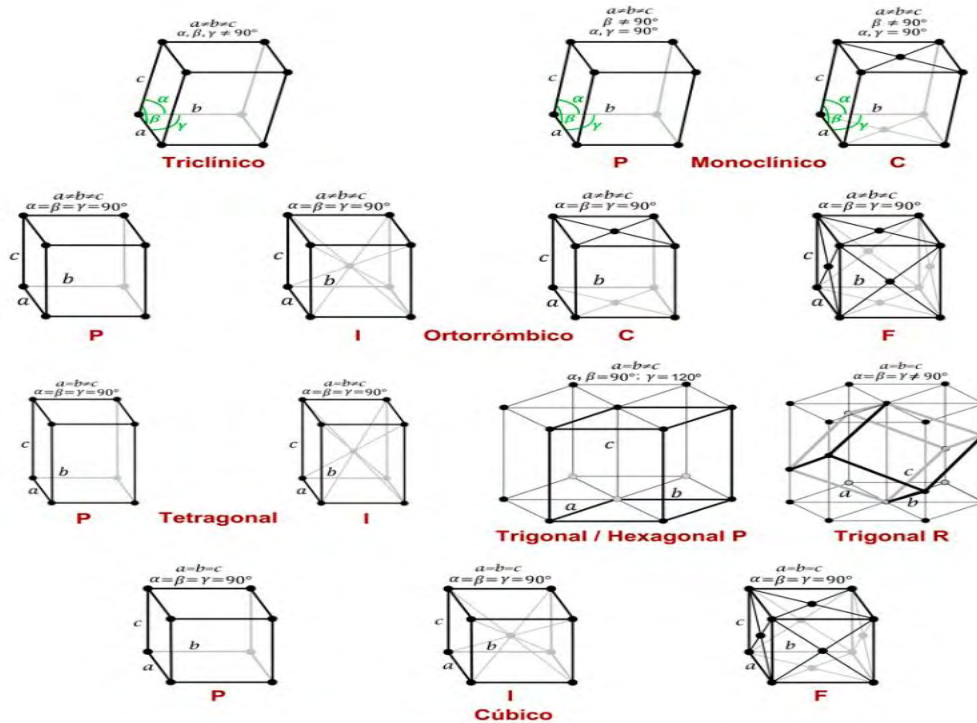 a≠b≠c
α, β, γ ≠ 90°
c
α
b
β
γ
a
Triclínico
a≠b≠c
β ≠ 90°
α, γ = 90°
c
α
b
β
γ
a
P
Monoclínico
a≠b≠c
β ≠ 90°
α, γ = 90°
c
α
b
β
γ
a
C
a≠b≠c
α=β=γ=90°
c
b
a
P
a≠b≠c
α=β=γ=90°
c
b
a
I
Ortorrómbico
a≠b≠c
α=β=γ=90°
c
b
a
C
a≠b≠c
α=β=γ=90°
c
b
a
F
a=b≠c
α=β=γ=90°
c
b
a
P
Tetragonal
a=b≠c
α=β=γ=90°
c
b
a
I
a=b≠c
α, β=90°; γ=120°
c
a
b
Trigonal / Hexagonal P
a=b=c
α=β=γ≠ 90°
c
a
b
Trigonal R
a=b=c
α=β=γ=90°
c
b
a
P
a=b=c
α=β=γ=90°
c
b
a
I
Cúbico
a=b=c
α=β=γ=90°
c
b
a
F